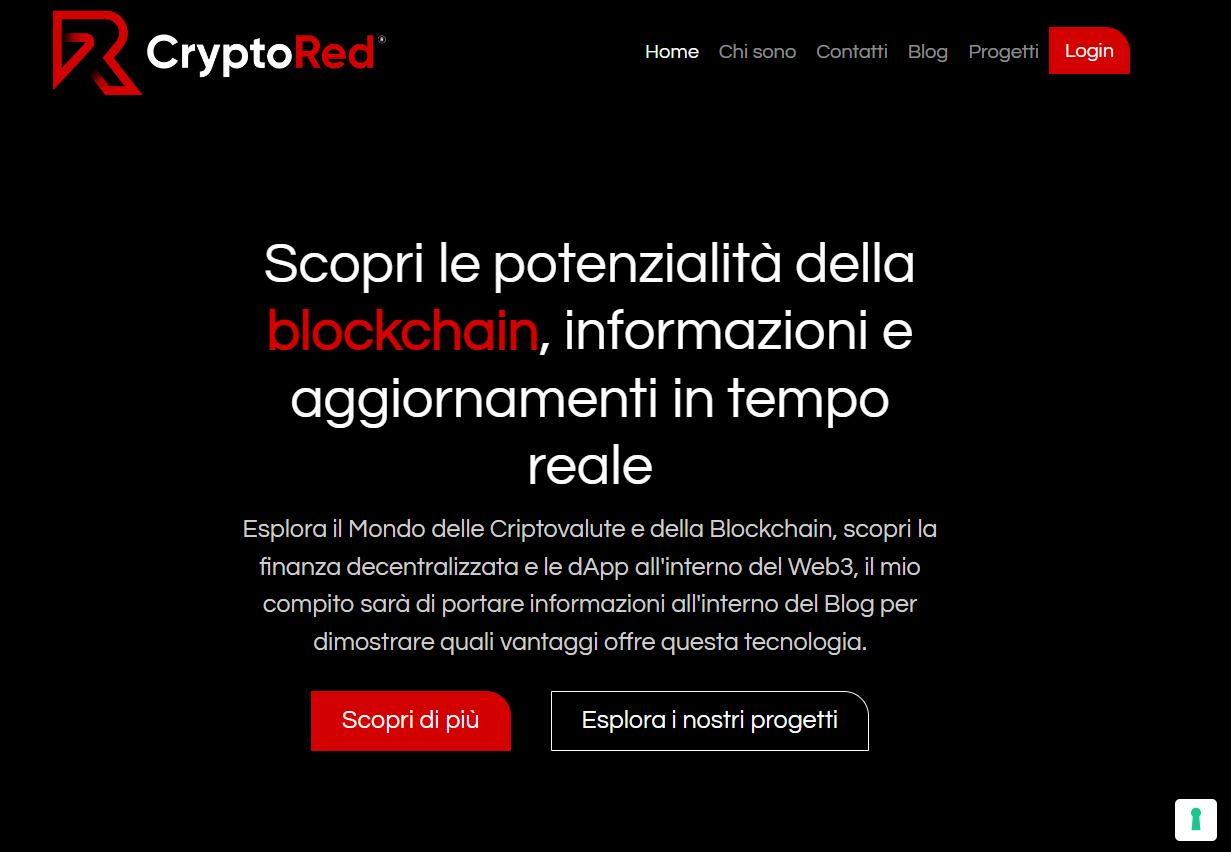 CryptoRed®
Home Chi sono Contatti Blog Progetti Login
Scopri le potenzialità della
blockchain, informazioni e
aggiornamenti in tempo
reale
Esplora il Mondo delle Criptovalute e della Blockchain, scopri la
finanza decentralizzata e le dApp all'interno del Web3, il mio
compito sarà di portare informazioni all'interno del Blog per
dimostrare quali vantaggi offre questa tecnologia.
Scopri di più
Esplora i nostri progetti